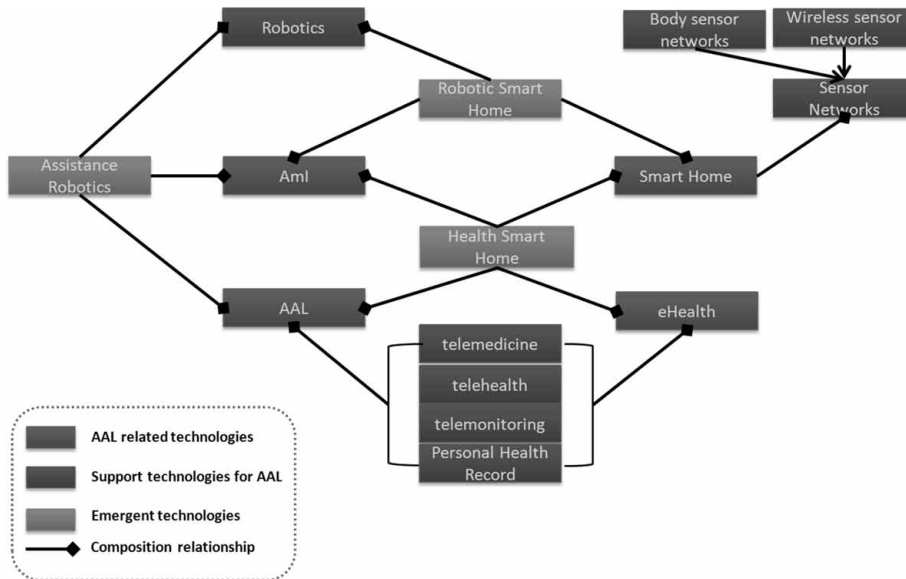 Robotics
Body sensor
networks
Wireless sensor
networks
Robotic Smart
Home
Sensor
Networks
Assistance
Robotics
AmI
Smart Home
Health Smart
Home
AAL
eHealth
telemedicine
telehealth
telemonitoring
Personal Health
Record
AAL related technologies
Support technologies for AAL
Emergent technologies
Composition relationship